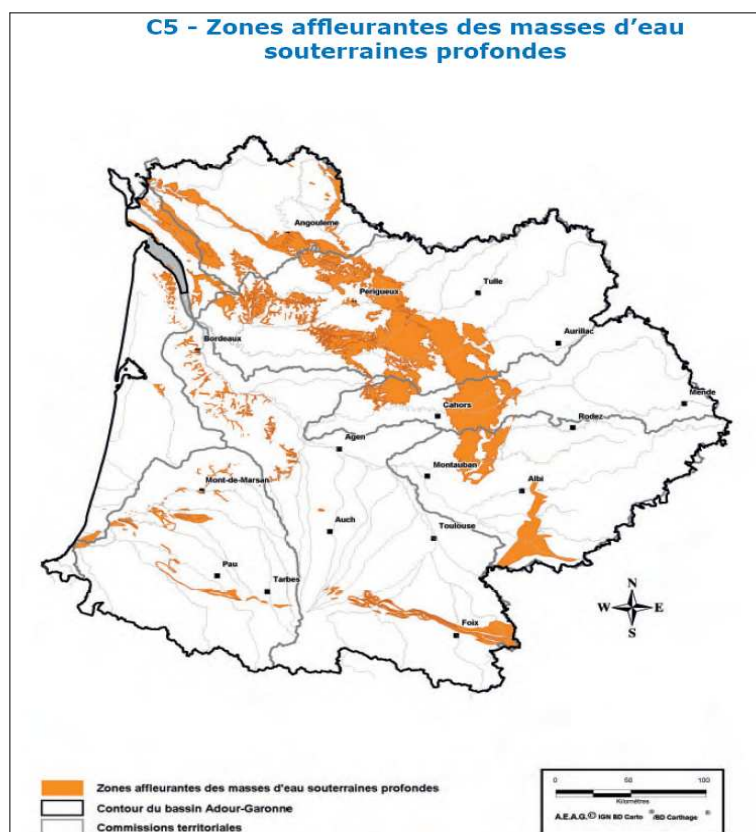 C5 - Zones affleurantes des masses d’eau
souterraines profondes
Angouleme
Tulle
Périgueux
Aurillac
Bordeaux
Mende
Cahors
Rodez
Agen
Montauban
Albi
Mont-de-Marsan
Auch
Toulouse
Pau
Tarbes
Foix
N
W E
S
Zones affleurantes des masses d'eau souterraines profondes
Contour du bassin Adour-Garonne
Commissions territoriales
0 50 100
Kilomètres
A.E.A.G.© IGN BD Carto ®/BD Carthage ®